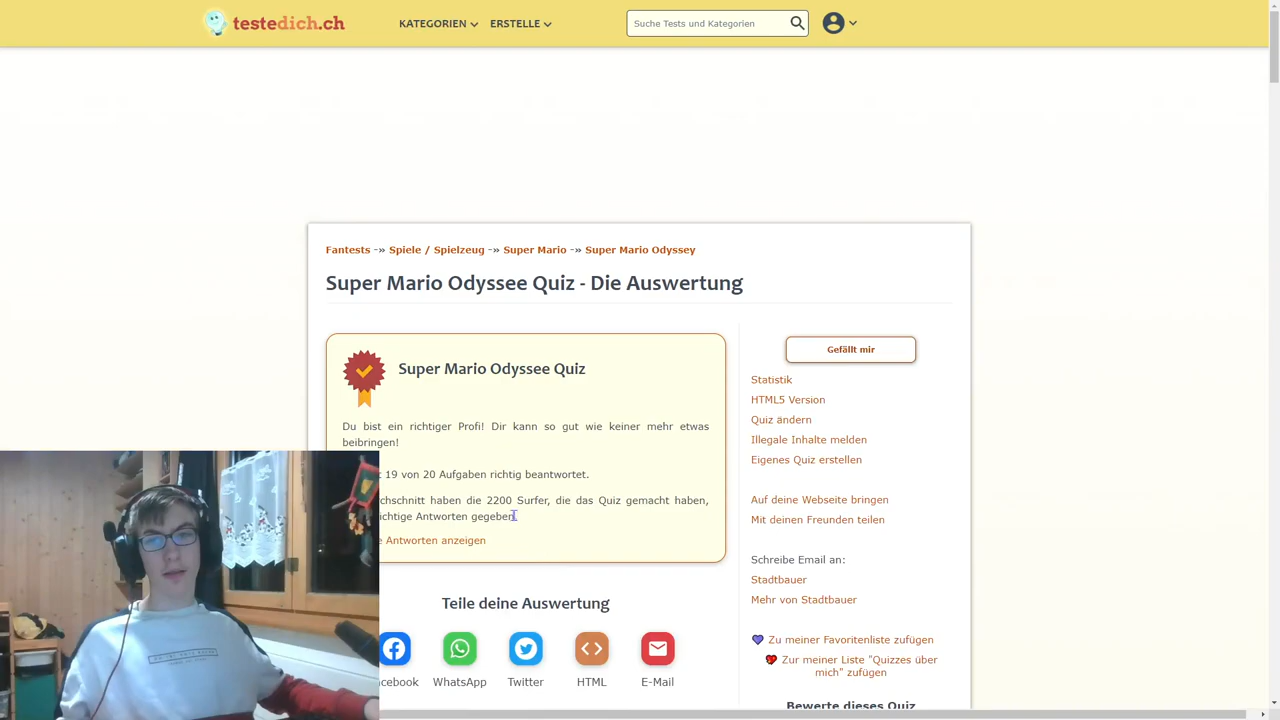 testedich.ch
KATEGORIEN
ERSTELLE
Suche Tests und Kategorien
Fantests -» Spiele / Spielzeug -» Super Mario -» Super Mario Odyssey
Super Mario Odyssee Quiz - Die Auswertung
Super Mario Odyssee Quiz
Du bist ein richtiger Profi! Dir kann so gut wie keiner mehr etwas
beibringen!
19 von 20 Aufgaben richtig beantwortet.
haben die 2200 Surfer, die das Quiz gemacht haben,
Antworten gegeben
Antworten anzeigen
Teile deine Auswertung
WhatsApp
Twitter
HTML
E-Mail
Gefällt mir
Statistik
HTML5 Version
Quiz ändern
Illegale Inhalte melden
Eigenes Quiz erstellen
Auf deine Webseite bringen
Mit deinen Freunden teilen
Schreibe Email an:
Stadtbauer
Mehr von Stadtbauer
Zu meiner Favoritenliste zufügen
Zur meiner Liste "Quizzes über
mich" zufügen
Bewerte dieses Quiz